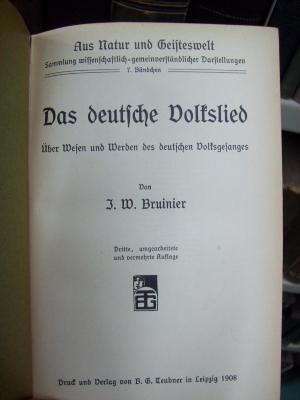 Aus Natur und Geisteswelt
Sammlung wissenschaftlich-gemeinverständlicher Darstellungen
7. Bändchen
Das deutsche Volkslied
Über Wesen und Werden des deutschen Volksgesanges
Von
J. W. Bruinier
Dritte, umgearbeitete
und vermehrte Auflage
Druck und Verlag von B. G. Teubner in Leipzig 1908